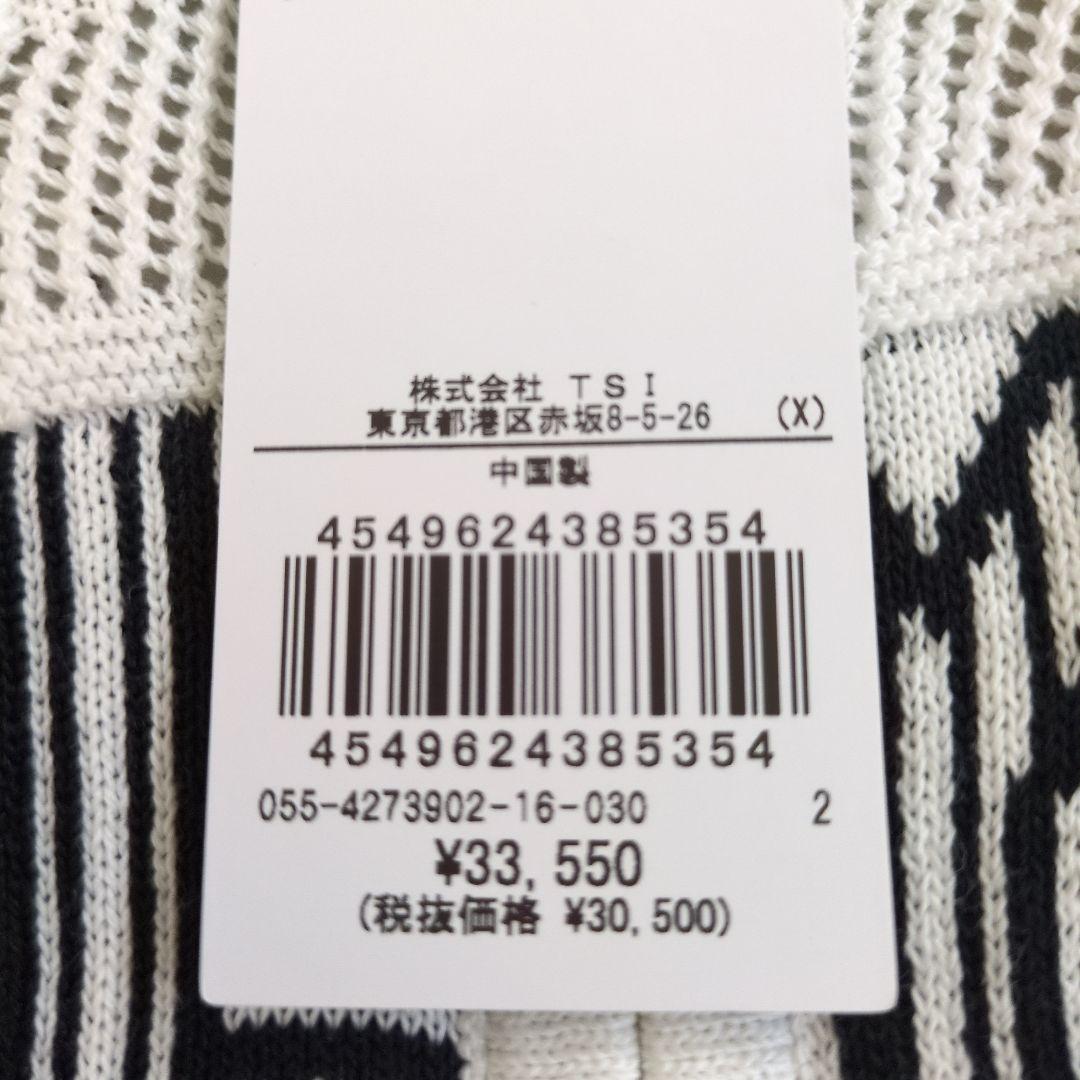 株式会社 TSI
東京都港区赤坂8-5-26 (X)
中国製
4549624385354
4549624385354
055-4273902-16-030 2
¥33,550
(税抜価格 ¥30,500)